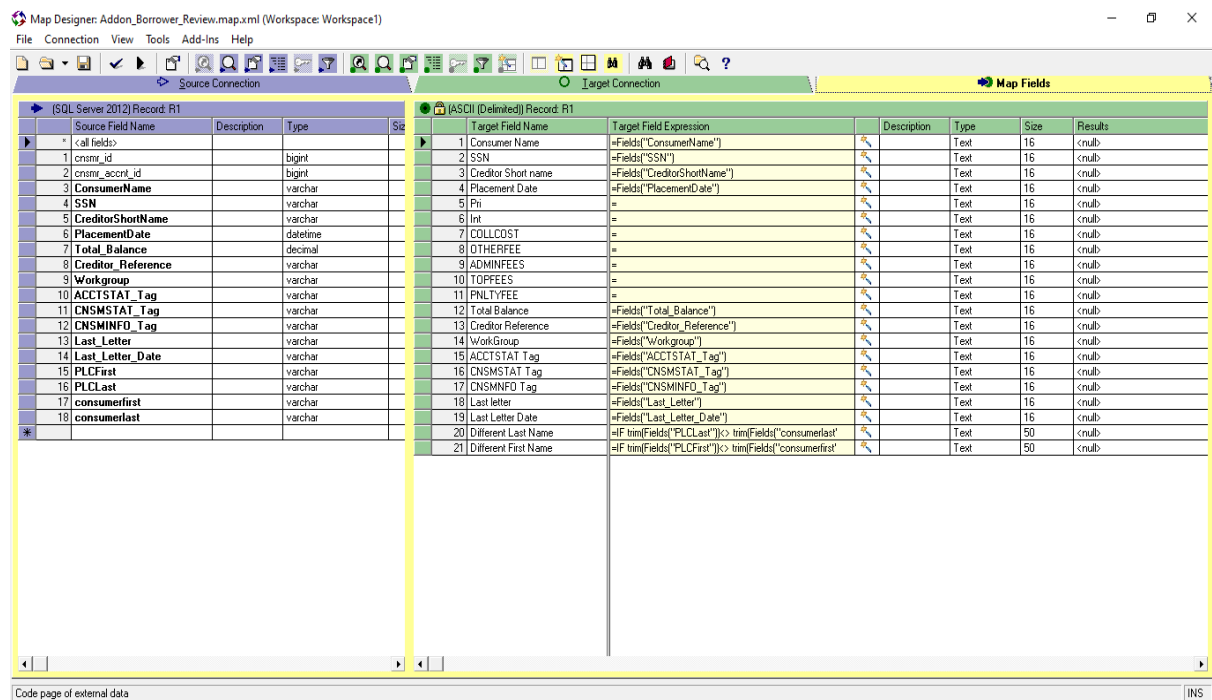 Map Designer: Addon_Borrower_Review.map.xml (Workspace: Workspace1)
File Connection View Tools Add-Ins Help
Source Connection
Target Connection
Map Fields
(SQL Server 2012) Record: R1
Source Field Name Description Type Siz
* <all fields>
1 cnsmr_id bigint
2 cnsmr_accnt_id bigint
3 ConsumerName varchar
4 SSN varchar
5 CreditorShortName varchar
6 PlacementDate datetime
7 Total_Balance decimal
8 Creditor_Reference varchar
9 Workgroup varchar
10 ACCTSTAT_Tag varchar
11 CNSMSTAT_Tag varchar
12 CNSMINFO_Tag varchar
13 Last_Letter varchar
14 Last_Letter_Date varchar
15 PLCFirst varchar
16 PLCLast varchar
17 consumerfirst varchar
18 consumerlast varchar
(ASCII (Delimited)) Record: R1
Target Field Name Target Field Expression Description Type Size Results
1 Consumer Name =Fields("ConsumerName") Text 16 <null>
2 SSN =Fields("SSN") Text 16 <null>
3 Creditor Short name =Fields("CreditorShortName") Text 16 <null>
4 Placement Date =Fields("PlacementDate") Text 16 <null>
5 Pri = Text 16 <null>
6 Int = Text 16 <null>
7 COLLCOST = Text 16 <null>
8 OTHERFEE = Text 16 <null>
9 ADMINFEES = Text 16 <null>
10 TOPFEES = Text 16 <null>
11 PNLTYFEE = Text 16 <null>
12 Total Balance =Fields("Total_Balance") Text 16 <null>
13 Creditor Reference =Fields("Creditor_Reference") Text 16 <null>
14 WorkGroup =Fields("Workgroup") Text 16 <null>
15 ACCTSTAT Tag =Fields("ACCTSTAT_Tag") Text 16 <null>
16 CNSMSTAT Tag =Fields("CNSMSTAT_Tag") Text 16 <null>
17 CNSMNFO Tag =Fields("CNSMINFO_Tag") Text 16 <null>
18 Last letter =Fields("Last_Letter") Text 16 <null>
19 Last Letter Date =Fields("Last_Letter_Date") Text 16 <null>
20 Different Last Name =IF trim(Fields("PLCLast"))<> trim(Fields("consumerlast" Text 50 <null>
21 Different First Name =IF trim(Fields("PLCFirst"))<> trim(Fields("consumerfirst" Text 50 <null>
Code page of external data INS